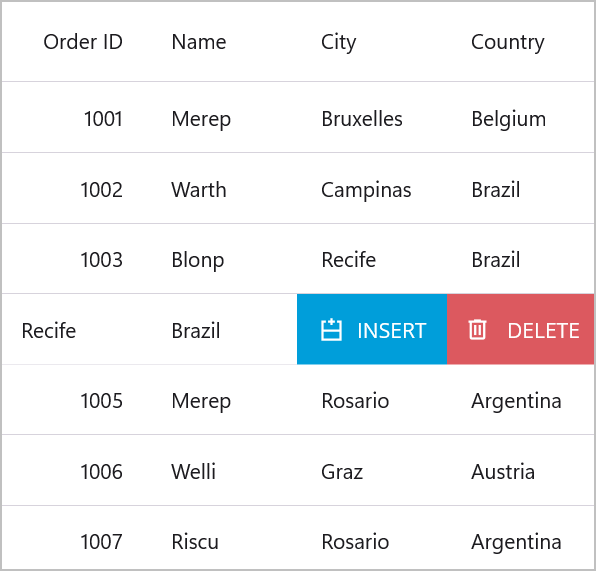 Order ID Name City Country
1001 Merep Bruxelles Belgium
1002 Warth Campinas Brazil
1003 Blonp Recife Brazil
Recife Brazil INSERT DELETE
1005 Merep Rosario Argentina
1006 Welli Graz Austria
1007 Riscu Rosario Argentina